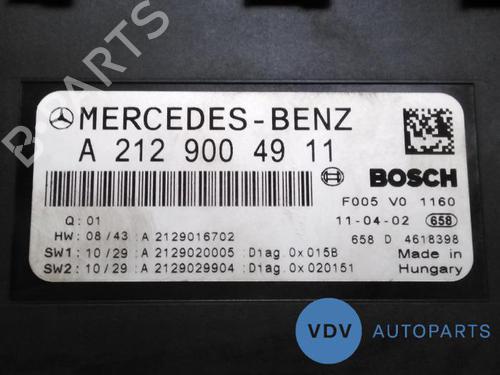 B PARTS
MERCEDES-BENZ
A 212 900 49 11
BOSCH
F005 V0 1160
Q: 01
11-04-02 658
HW: 08/43: A 2129016702
658 D 4618398
SW1: 10/29: A 2129020005 : Diag.0x015B
Made in
SW2: 10/29: A 2129029904 : Diag.0x020151
Hungary
VDV AUTOPARTS